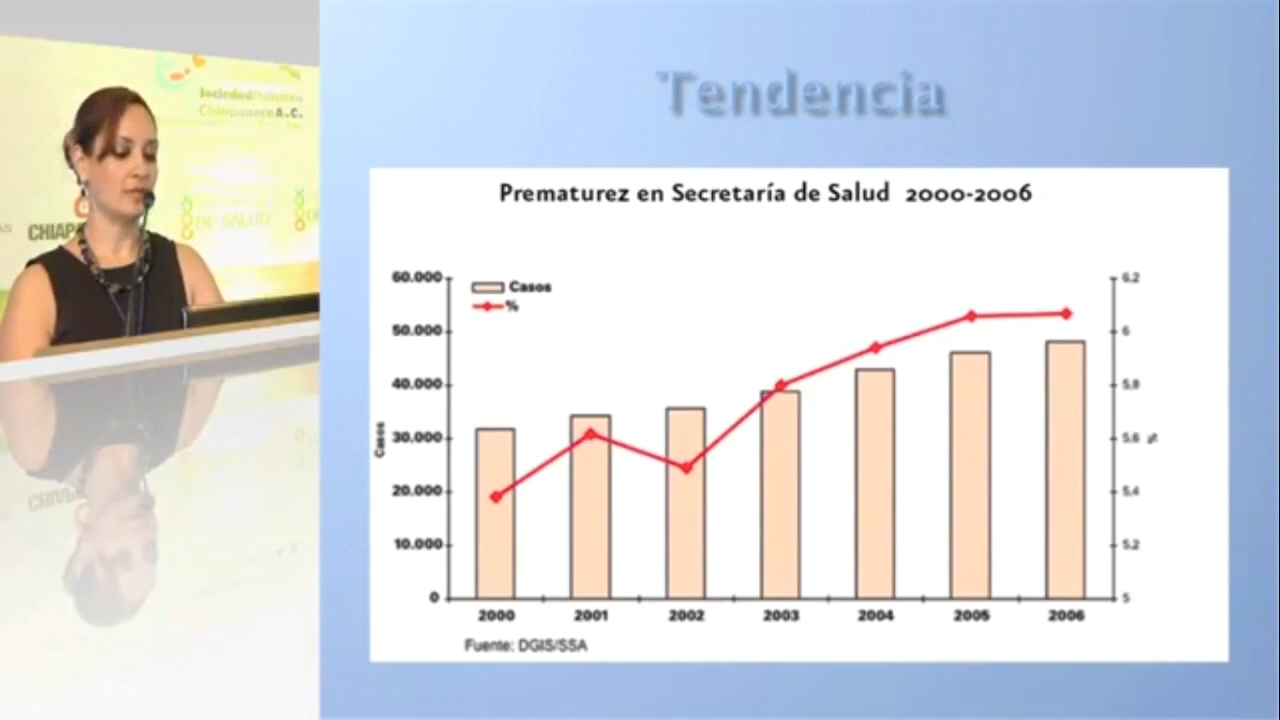 Sociedad
Chiapaneca A.C.
CHIAP
DE SALUD
Tendencia
Prematurez en Secretaría de Salud 2000-2006
Casos
%
60.000
50.000
40.000
30.000
20.000
10.000
0
Casos
6,2
6
5,8
5,6
5,4
5,2
5
%
2000 2001 2002 2003 2004 2005 2006
Fuente: DGIS/SSA